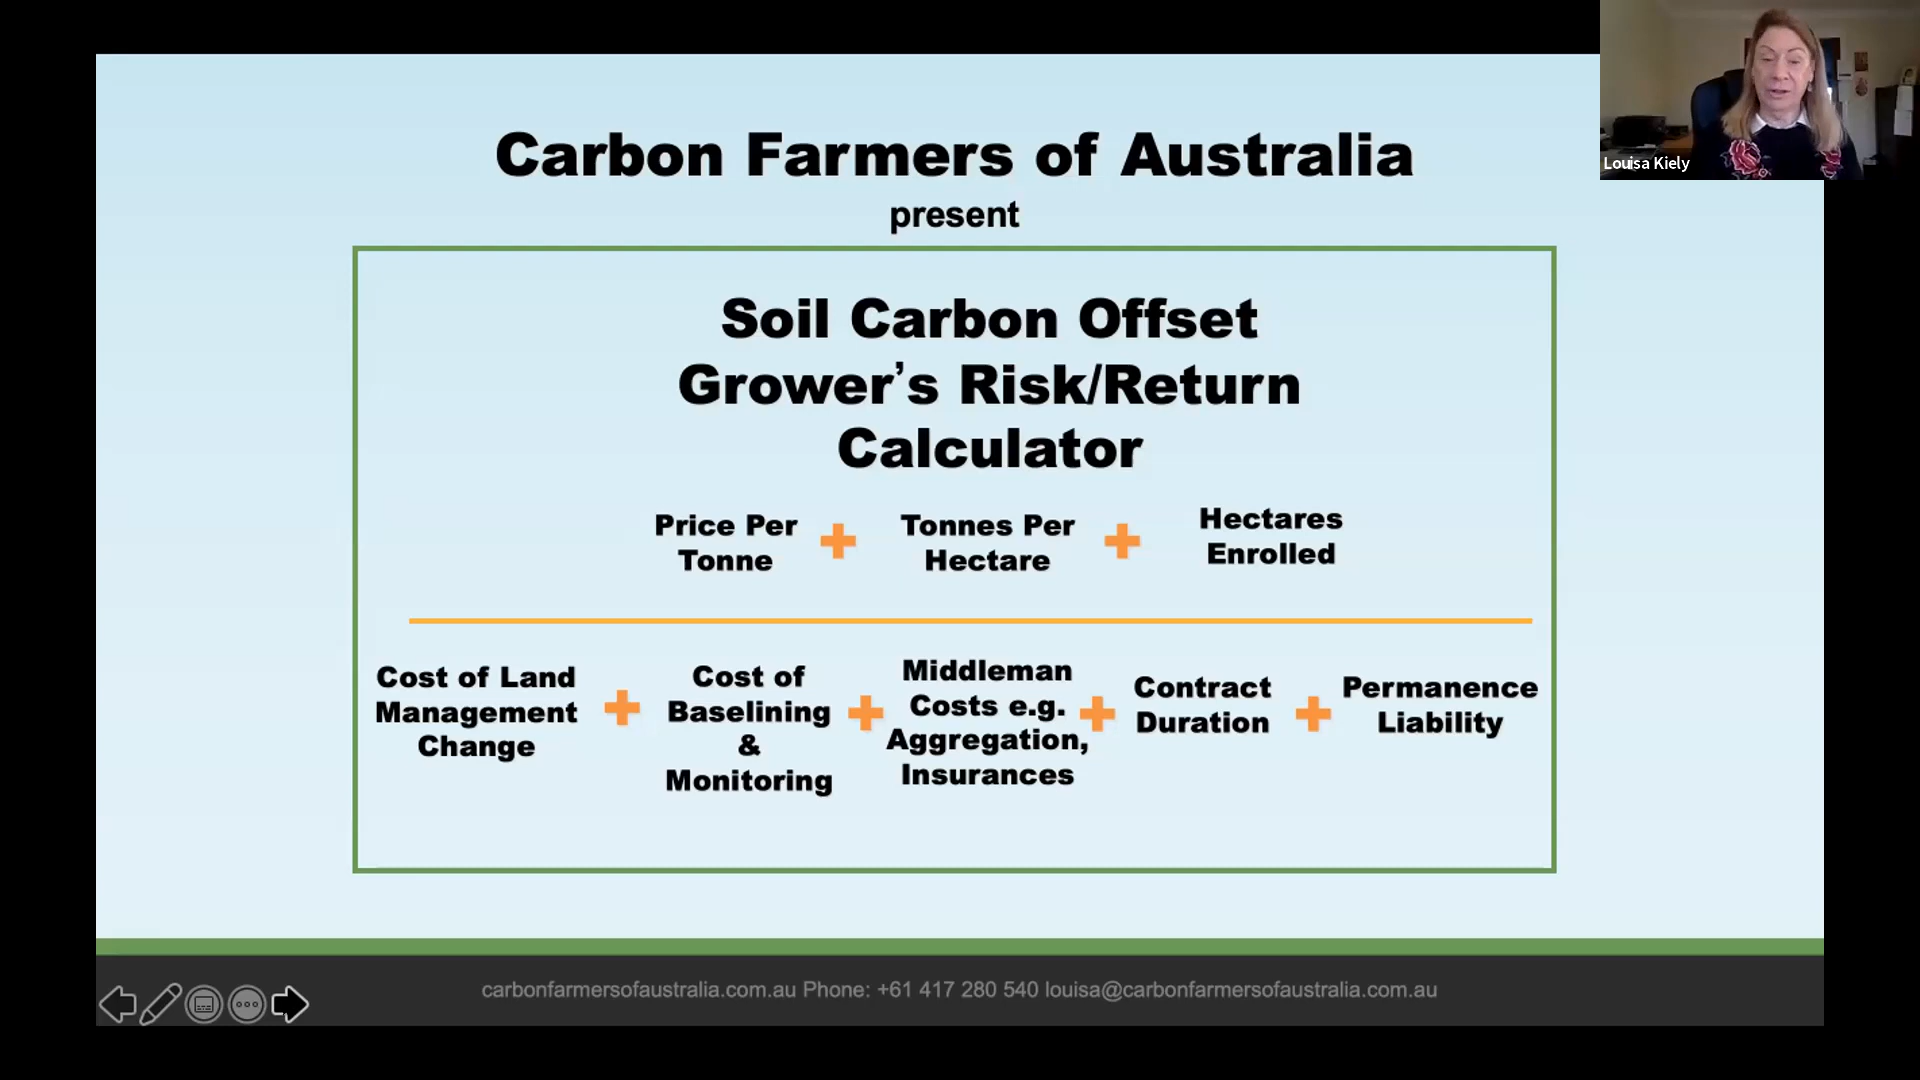 Louisa Kiely
Carbon Farmers of Australia
present
Soil Carbon Offset
Grower’s Risk/Return
Calculator
Price Per
Tonne
+
Tonnes Per
Hectare
+
Hectares
Enrolled
Cost of Land
Management
Change
+
Cost of
Baselining
&
Monitoring
+
Middleman
Costs e.g.
Aggregation,
Insurances
+
Contract
Duration
+
Permanence
Liability
carbonfarmersofaustralia.com.au Phone: +61 417 280 540 louisa@carbonfarmersofaustralia.com.au